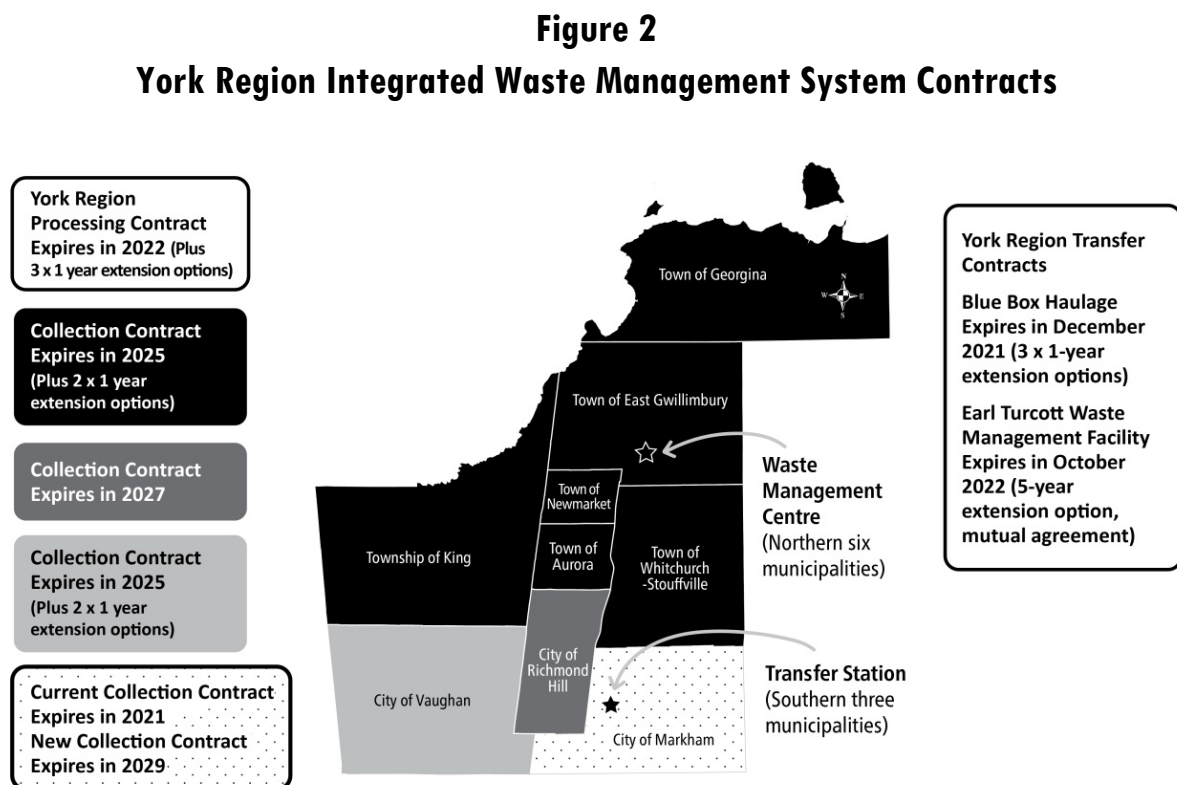 Figure 2
York Region Integrated Waste Management System Contracts
York Region
Processing Contract
Expires in 2022 (Plus
3 x 1 year extension options)
Collection Contract
Expires in 2025
(Plus 2 x 1 year
extension options)
Collection Contract
Expires in 2027
Collection Contract
Expires in 2025
(Plus 2 x 1 year
extension options)
Current Collection Contract
Expires in 2021
New Collection Contract
Expires in 2029
Town of Georgina
N
W E
S
Town of East Gwillimbury
Town of
Newmarket
Township of King
Town of
Aurora
Town of
Whitchurch
-Stouffville
City of
Richmond
Hill
City of Vaughan
City of Markham
Waste
Management
Centre
(Northern six
municipalities)
Transfer Station
(Southern three
municipalities)
York Region Transfer
Contracts
Blue Box Haulage
Expires in December
2021 (3 x 1-year
extension options)
Earl Turcott Waste
Management Facility
Expires in October
2022 (5-year
extension option,
mutual agreement)